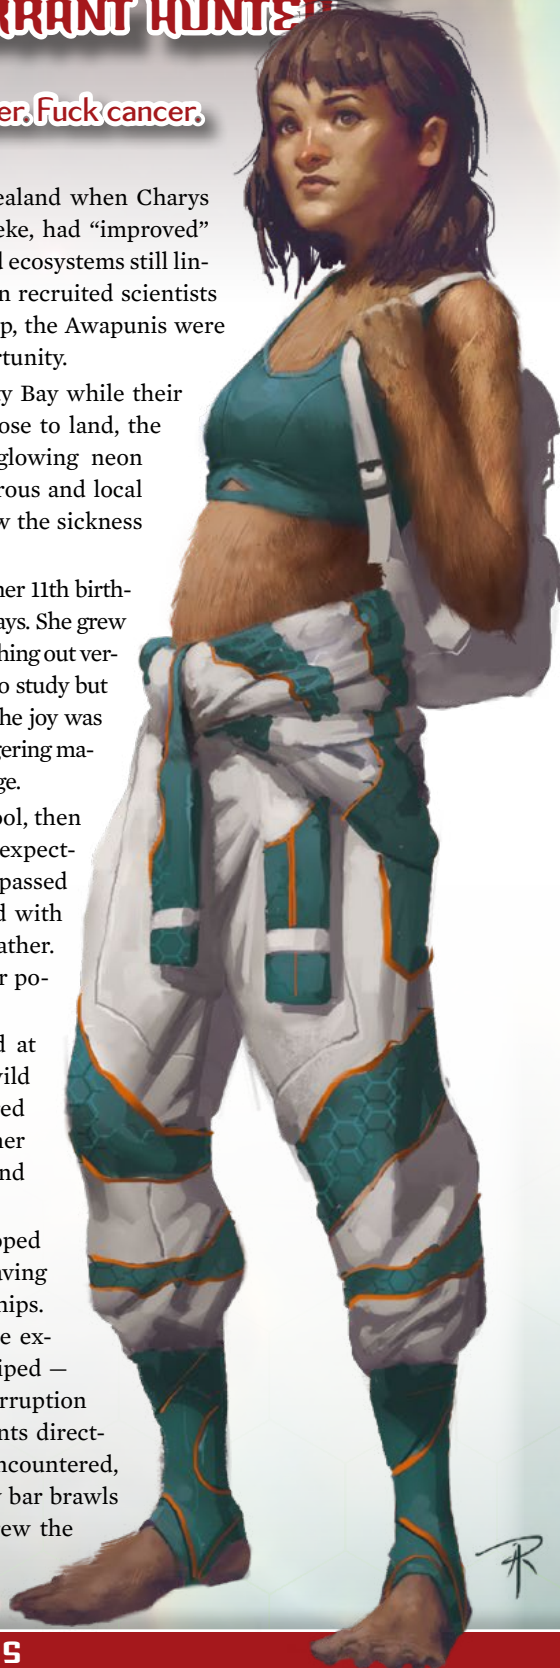 RRANT HUNTER
er. Fuck cancer.
ealand when Charys
eke, had “improved”
l ecosystems still lin-
n recruited scientists
p, the Awapunis were
rtunity.
ty Bay while their
ose to land, the
glowing neon
rous and local
w the sickness
her 11th birth-
ays. She grew
hing out ver-
o study but
he joy was
gering ma-
ge.
ool, then
expect-
passed
d with
ather.
r po-
d at
vild
ed
her
nd
pped
aving
hips.
e ex-
iped —
rruption
nts direct-
ncountered,
y bar brawls
ew the
S